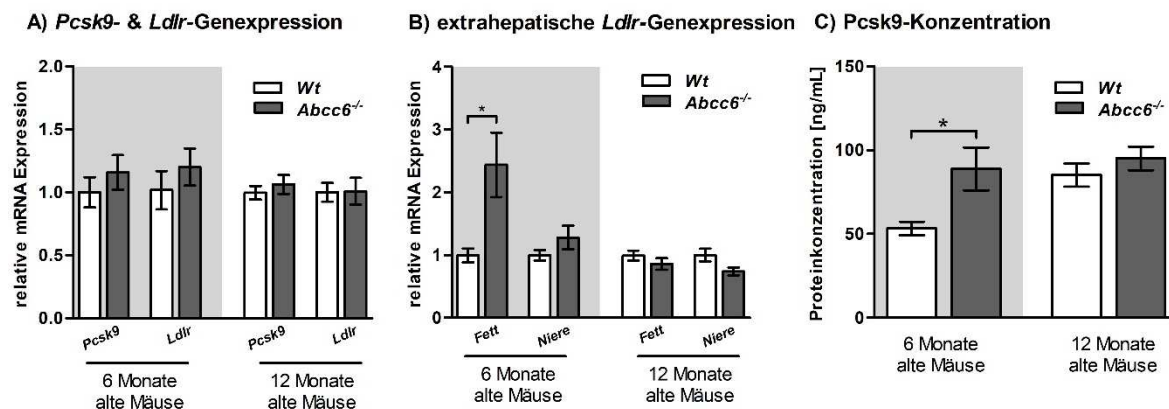 A) Pcsk9- & Ldlr-Genexpression
relative mRNA Expression
2.0
1.5
1.0
0.5
0.0
Wt
Abcc6-/-
Pcsk9
Ldlr
Pcsk9
Ldlr
6 Monate
alte Mäuse
12 Monate
alte Mäuse
B) extrahepatische Ldlr-Genexpression
relative mRNA Expression
4
3
2
1
0
*
Wt
Abcc6-/-
Fett
Niere
Fett
Niere
6 Monate
alte Mäuse
12 Monate
alte Mäuse
C) Pcsk9-Konzentration
Proteinkonzentration [ng/mL]
150
100
50
0
*
Wt
Abcc6-/-
6 Monate
alte Mäuse
12 Monate
alte Mäuse